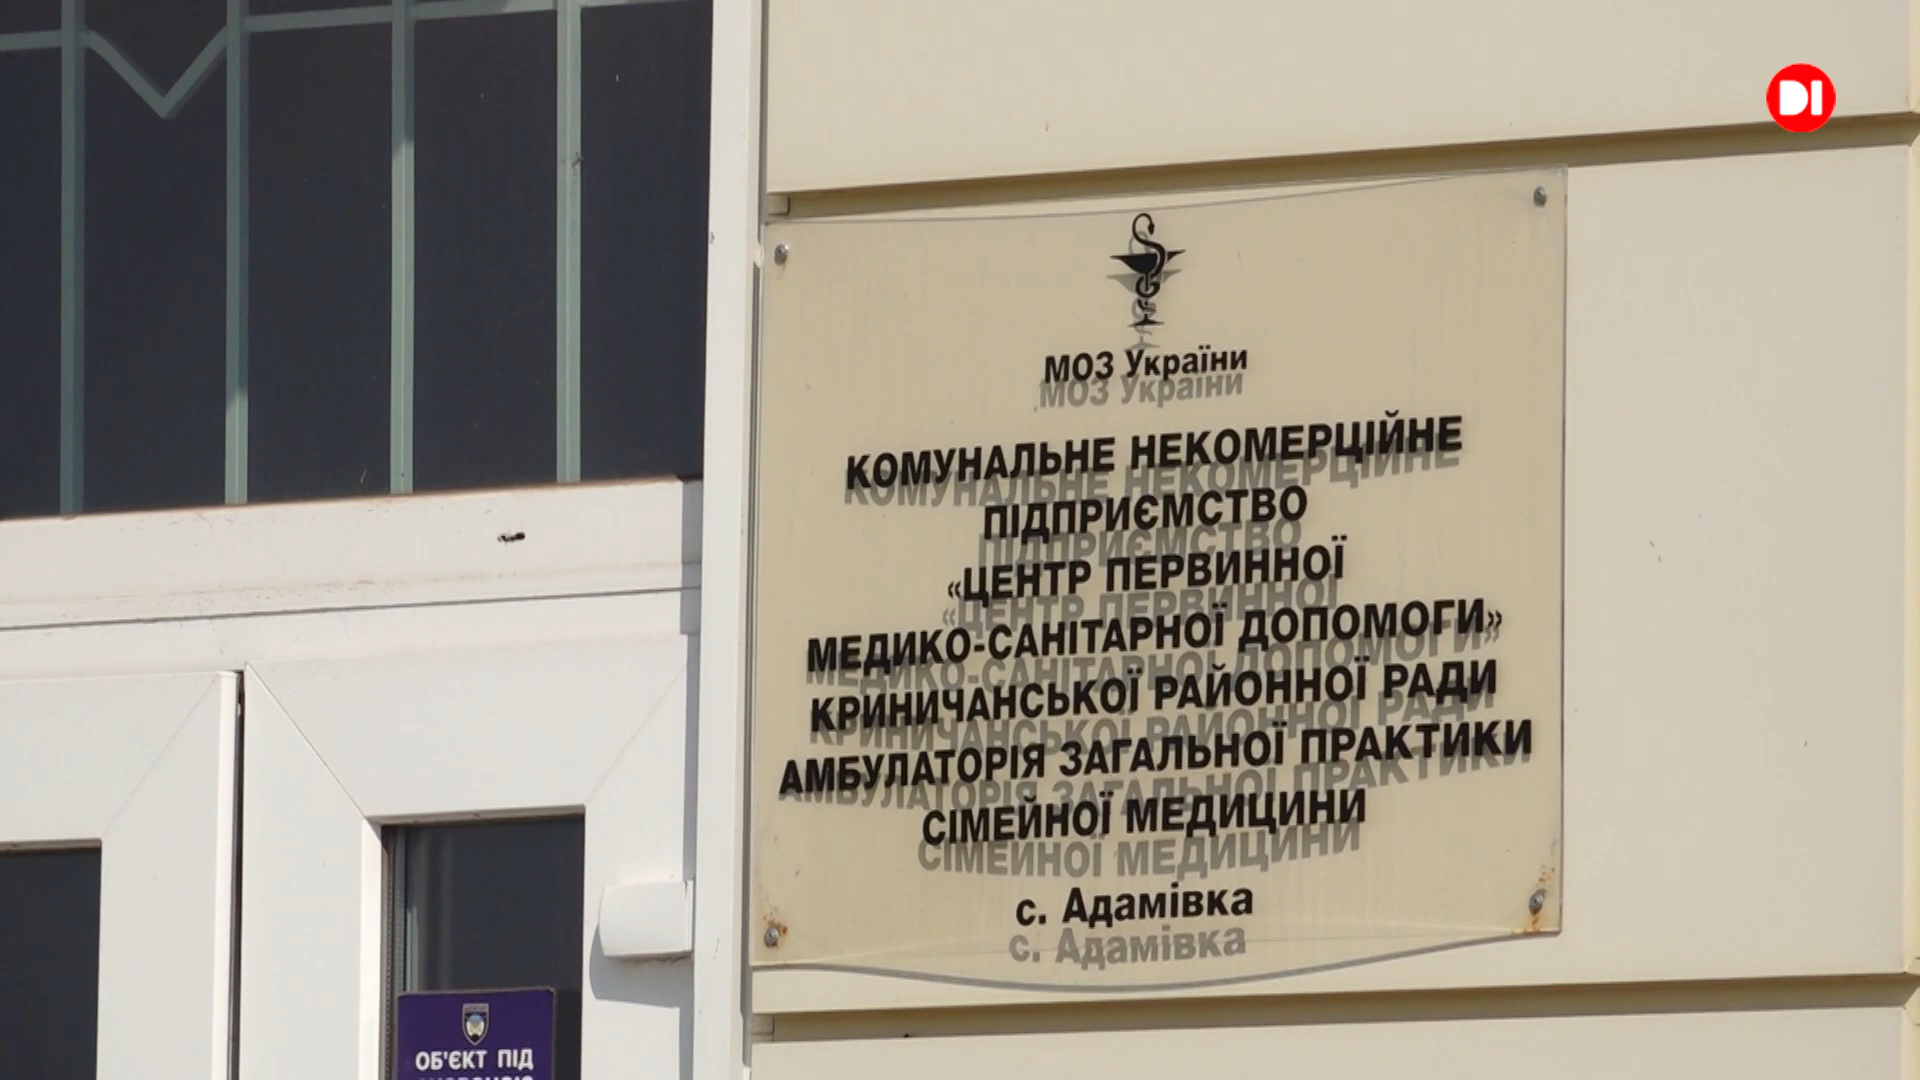 DI
МОЗ України
КОМУНАЛЬНЕ НЕКОМЕРЦІЙНЕ
ПІДПРИЄМСТВО
«ЦЕНТР ПЕРВИННОЇ
МЕДИКО-САНІТАРНОЇ ДОПОМОГИ»
КРИНИЧАНСЬКОЇ РАЙОННОЇ РАДИ
АМБУЛАТОРІЯ ЗАГАЛЬНОЇ ПРАКТИКИ
СІМЕЙНОЇ МЕДИЦИНИ
с. Адамівка
ОБ'ЄКТ ПІД